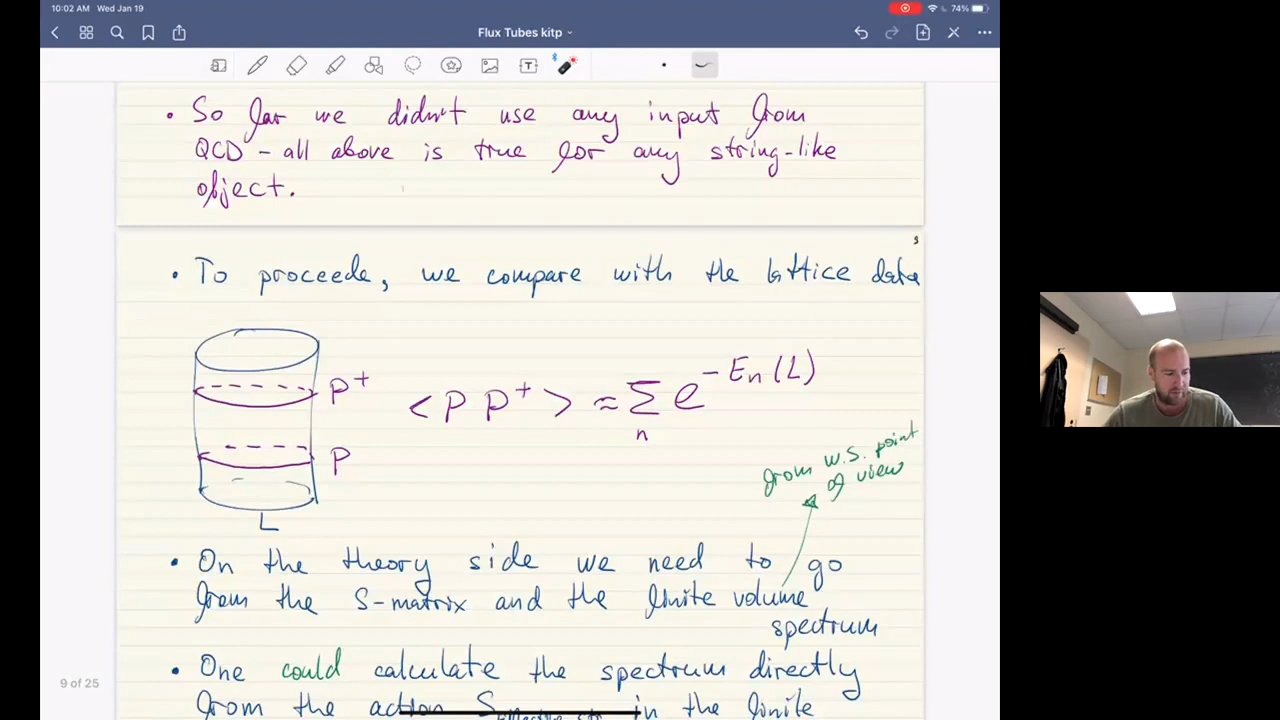 10:02 AM Wed Jan 19
74%
Flux Tubes kitp
• So far we didn't use any input from
QCD - all above is true for any string-like
object.
• To proceede, we compare with the lattice data
P+
< P P+ > ≈ Σ e^{-En(L)}
n
P
L
from w.s. point
of view
• On the theory side we need to go
from the S-matrix and the finite volume
spectrum
• One could calculate the spectrum directly
9 of 25
from the action S in the finite